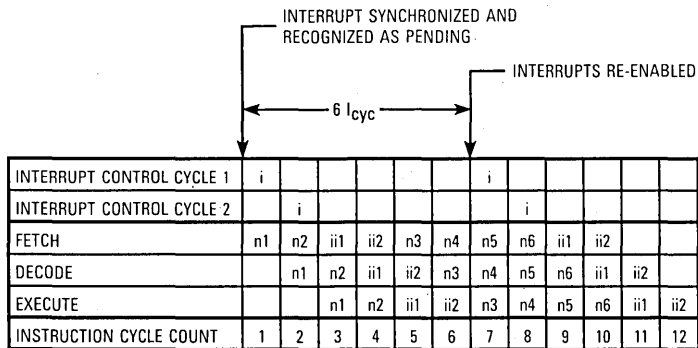 INTERRUPT SYNCHRONIZED AND
RECOGNIZED AS PENDING
INTERRUPTS RE-ENABLED
6 Icyc
INTERRUPT CONTROL CYCLE 1 i i
INTERRUPT CONTROL CYCLE 2 i i
FETCH n1 n2 ii1 ii2 n3 n4 n5 n6 ii1 ii2
DECODE n1 n2 ii1 ii2 n3 n4 n5 n6 ii1 ii2
EXECUTE n1 n2 ii1 ii2 n3 n4 n5 n6 ii1 ii2
INSTRUCTION CYCLE COUNT 1 2 3 4 5 6 7 8 9 10 11 12